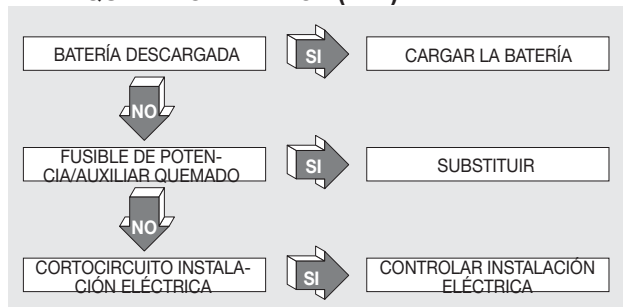 BATERÍA DESCARGADA
SI
CARGAR LA BATERÍA
NO
FUSIBLE DE POTEN-
CIA/AUXILIAR QUEMADO
SI
SUBSTITUIR
NO
CORTOCIRCUITO INSTALA-
CIÓN ELÉCTRICA
SI
CONTROLAR INSTALACIÓN
ELÉCTRICA